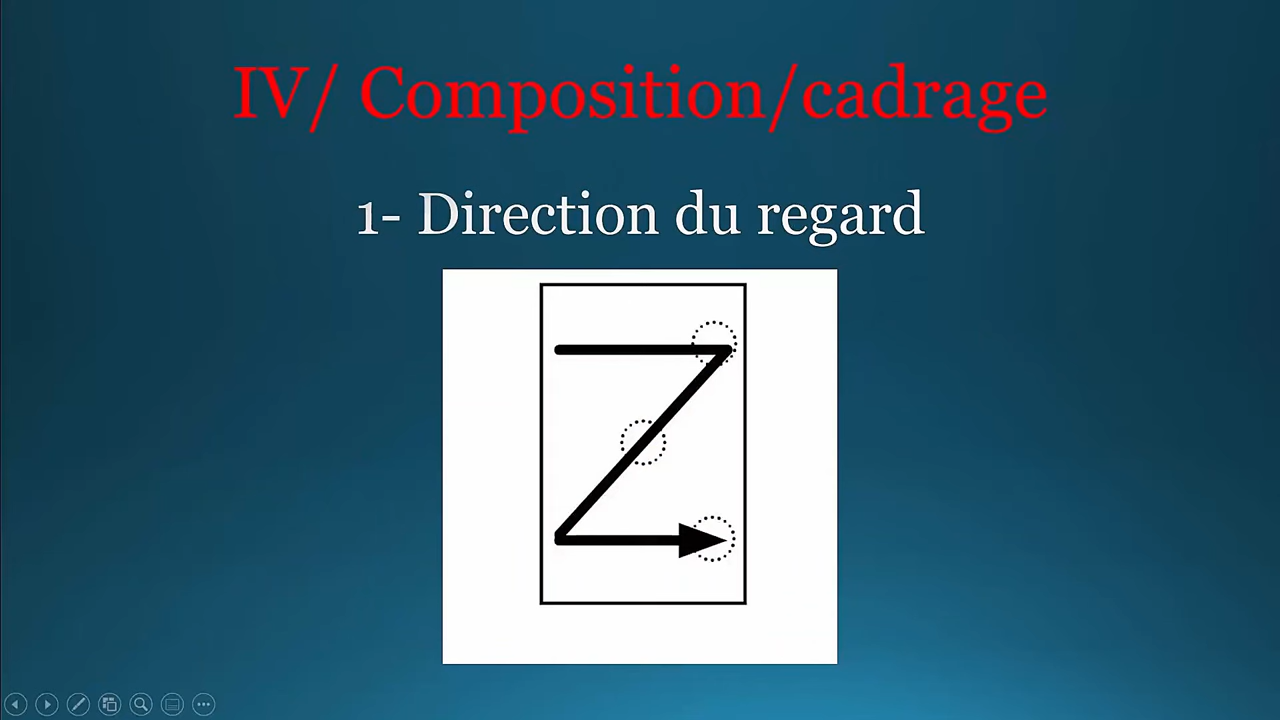 IV/ Composition/cadrage
1- Direction du regard